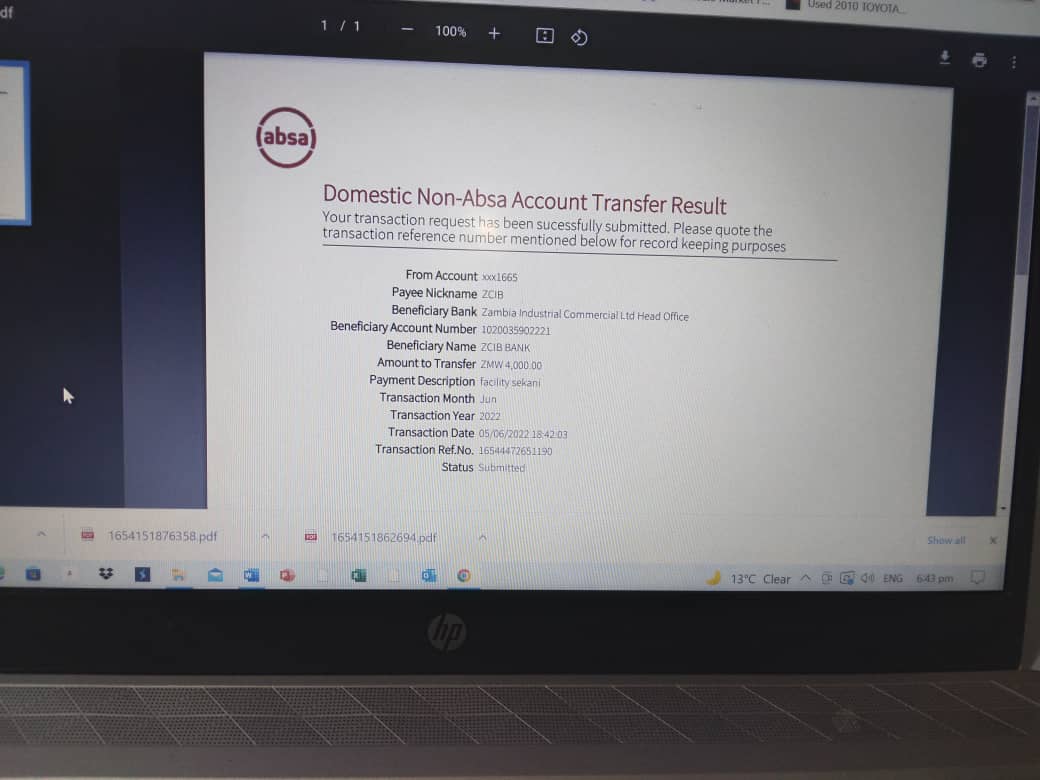 df
Used 2010 TOYOTA...
1 / 1 — 100% +
absa
Domestic Non-Absa Account Transfer Result
Your transaction request has been sucessfully submitted. Please quote the
transaction reference number mentioned below for record keeping purposes
From Account xxx1665
Payee Nickname ZCIB
Beneficiary Bank Zambia Industrial Commercial Ltd Head Office
Beneficiary Account Number 1020035902221
Beneficiary Name ZCIB BANK
Amount to Transfer ZMW 4,000.00
Payment Description facility sekani
Transaction Month Jun
Transaction Year 2022
Transaction Date 05/06/2022 18:42:03
Transaction Ref.No. 16544472651190
Status Submitted
1654151876358.pdf
1654151862694.pdf
Show all
13°C Clear
ENG
6:43 pm
hp